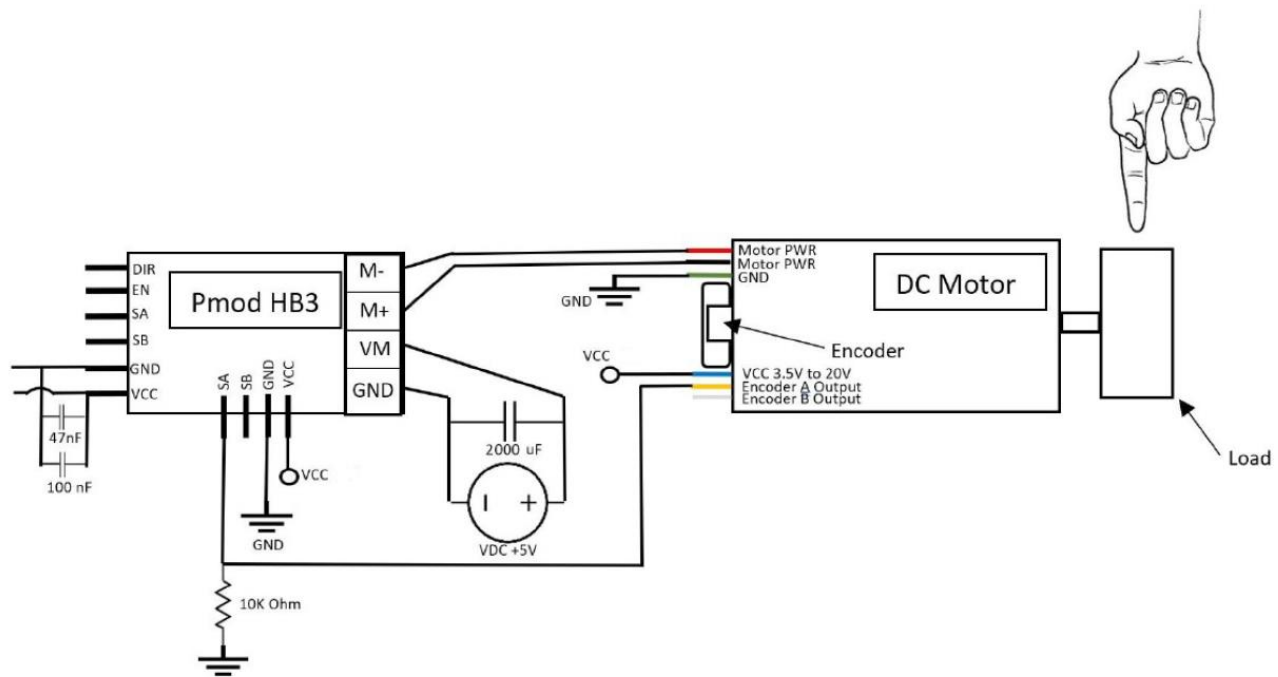 DIR
EN
SA
SB
GND
VCC
Pmod HB3
M-
M+
VM
GND
SA
SB
GND
VCC
47nF
100 nF
VCC
GND
10K Ohm
2000 uF
VDC +5V
Motor PWR
Motor PWR
GND
GND
DC Motor
Encoder
VCC
VCC 3.5V to 20V
Encoder A Output
Encoder B Output
Load